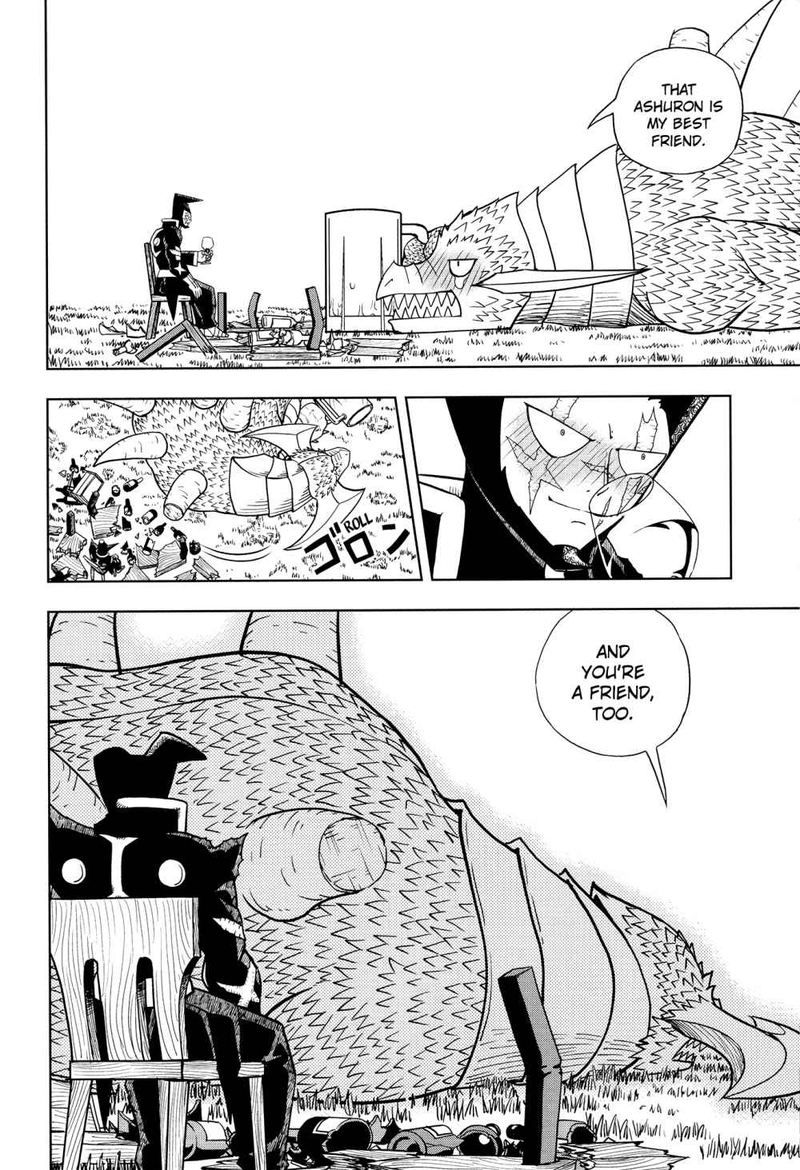 THAT
ASHURON IS
MY BEST
FRIEND.
ROLL
ゴロン
AND
YOU'RE
A FRIEND,
TOO.